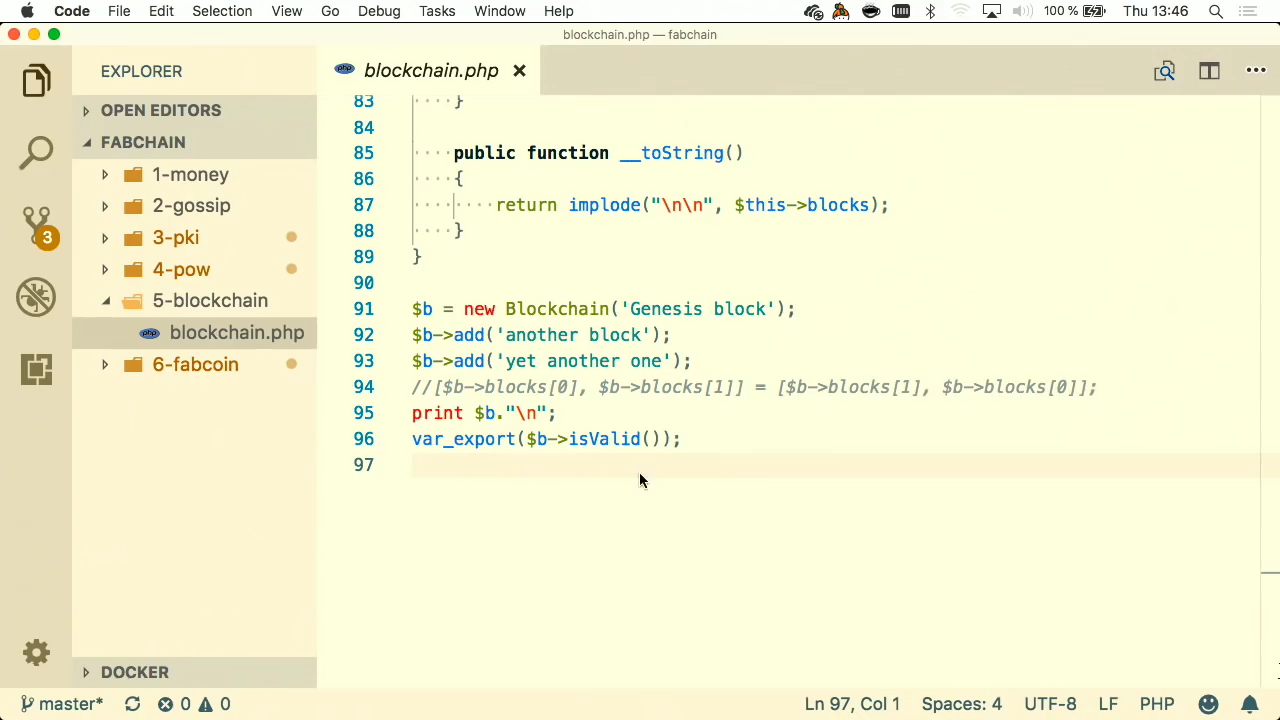 Code File Edit Selection View Go Debug Tasks Window Help 100 % Thu 13:46
blockchain.php — fabchain
EXPLORER
OPEN EDITORS
FABCHAIN
1-money
2-gossip
3-pki
4-pow
5-blockchain
php blockchain.php
6-fabcoin
DOCKER
3
php blockchain.php
83 ····}
84
85 ····public function __toString()
86 ····{
87 ········return implode("\n\n", $this->blocks);
88 ····}
89 }
90
91 $b = new Blockchain('Genesis block');
92 $b->add('another block');
93 $b->add('yet another one');
94 //[$b->blocks[0], $b->blocks[1]] = [$b->blocks[1], $b->blocks[0]];
95 print $b."\n";
96 var_export($b->isValid());
97
master* 0 0 Ln 97, Col 1 Spaces: 4 UTF-8 LF PHP